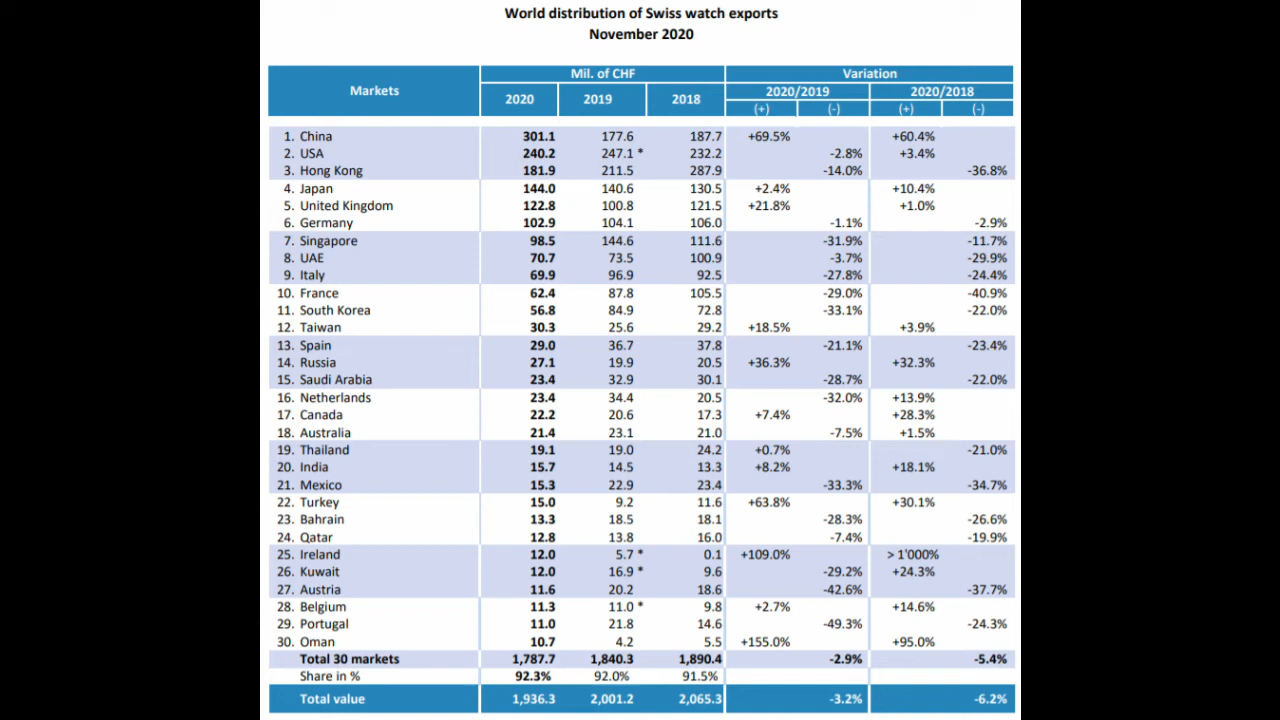 World distribution of Swiss watch exports
November 2020
Markets Mil. of CHF Variation
2020 2019 2018 2020/2019 2020/2018
(+) (-) (+) (-)
1. China 301.1 177.6 187.7 +69.5% +60.4%
2. USA 240.2 247.1 * 232.2 -2.8% +3.4%
3. Hong Kong 181.9 211.5 287.9 -14.0% -36.8%
4. Japan 144.0 140.6 130.5 +2.4% +10.4%
5. United Kingdom 122.8 100.8 121.5 +21.8% +1.0%
6. Germany 102.9 104.1 106.0 -1.1% -2.9%
7. Singapore 98.5 144.6 111.6 -31.9% -11.7%
8. UAE 70.7 73.5 100.9 -3.7% -29.9%
9. Italy 69.9 96.9 92.5 -27.8% -24.4%
10. France 62.4 87.8 105.5 -29.0% -40.9%
11. South Korea 56.8 84.9 72.8 -33.1% -22.0%
12. Taiwan 30.3 25.6 29.2 +18.5% +3.9%
13. Spain 29.0 36.7 37.8 -21.1% -23.4%
14. Russia 27.1 19.9 20.5 +36.3% +32.3%
15. Saudi Arabia 23.4 32.9 30.1 -28.7% -22.0%
16. Netherlands 23.4 34.4 20.5 -32.0% +13.9%
17. Canada 22.2 20.6 17.3 +7.4% +28.3%
18. Australia 21.4 23.1 21.0 -7.5% +1.5%
19. Thailand 19.1 19.0 24.2 +0.7% -21.0%
20. India 15.7 14.5 13.3 +8.2% +18.1%
21. Mexico 15.3 22.9 23.4 -33.3% -34.7%
22. Turkey 15.0 9.2 11.6 +63.8% +30.1%
23. Bahrain 13.3 18.5 18.1 -28.3% -26.6%
24. Qatar 12.8 13.8 16.0 -7.4% -19.9%
25. Ireland 12.0 5.7 * 0.1 +109.0% > 1'000%
26. Kuwait 12.0 16.9 * 9.6 -29.2% +24.3%
27. Austria 11.6 20.2 18.6 -42.6% -37.7%
28. Belgium 11.3 11.0 * 9.8 +2.7% +14.6%
29. Portugal 11.0 21.8 14.6 -49.3% -24.3%
30. Oman 10.7 4.2 5.5 +155.0% +95.0%
Total 30 markets 1,787.7 1,840.3 1,890.4 -2.9% -5.4%
Share in % 92.3% 92.0% 91.5%
Total value 1,936.3 2,001.2 2,065.3 -3.2% -6.2%